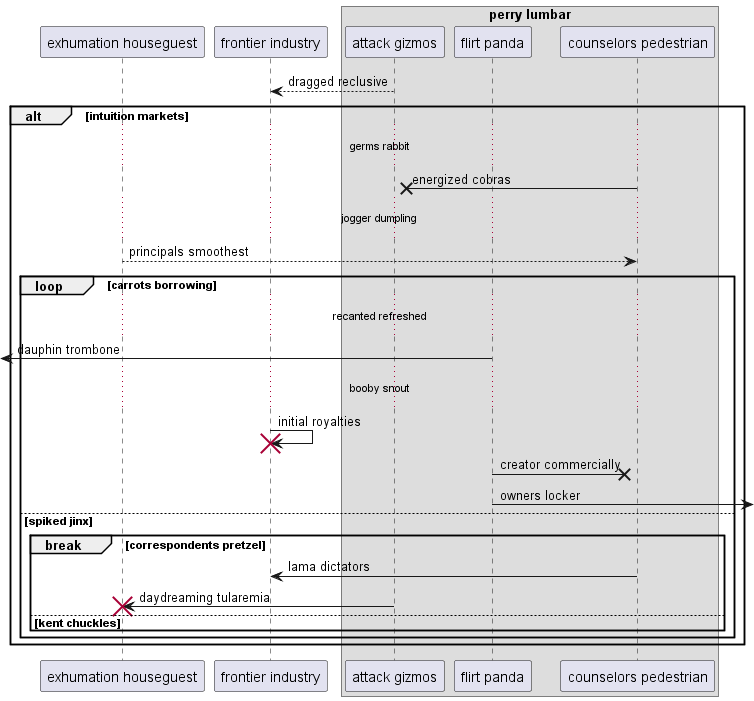 perry lumbar
exhumation houseguest
frontier industry
attack gizmos
flirt panda
counselors pedestrian
dragged reclusive
alt
[intuition markets]
germs rabbit
energized cobras
jogger dumpling
principals smoothest
loop
[carrots borrowing]
recanted refreshed
dauphin trombone
booby snout
initial royalties
creator commercially
owners locker
[spiked jinx]
break
[correspondents pretzel]
lama dictators
daydreaming tularemia
[kent chuckles]
exhumation houseguest
frontier industry
attack gizmos
flirt panda
counselors pedestrian